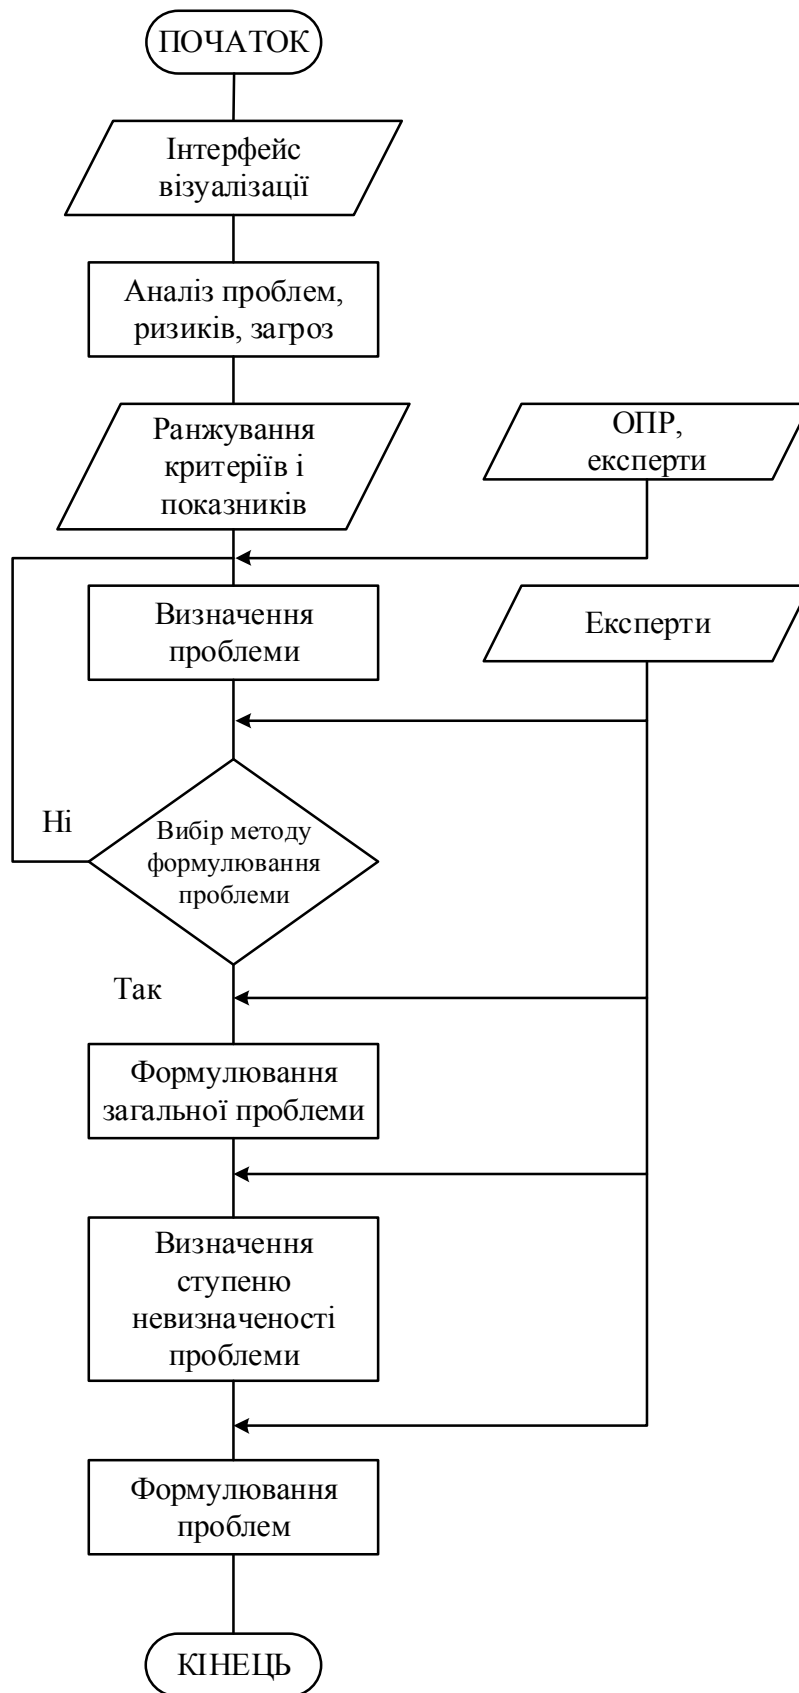 ПОЧАТОК
Інтерфейс
візуалізації
Аналіз проблем,
ризиків, загроз
Ранжування
критеріїв і
показників
ОПР,
експерти
Визначення
проблеми
Експерти
Ні
Вибір методу
формулювання
проблеми
Так
Формулювання
загальної проблеми
Визначення
ступеню
невизначеності
проблеми
Формулювання
проблем
КІНЕЦЬ